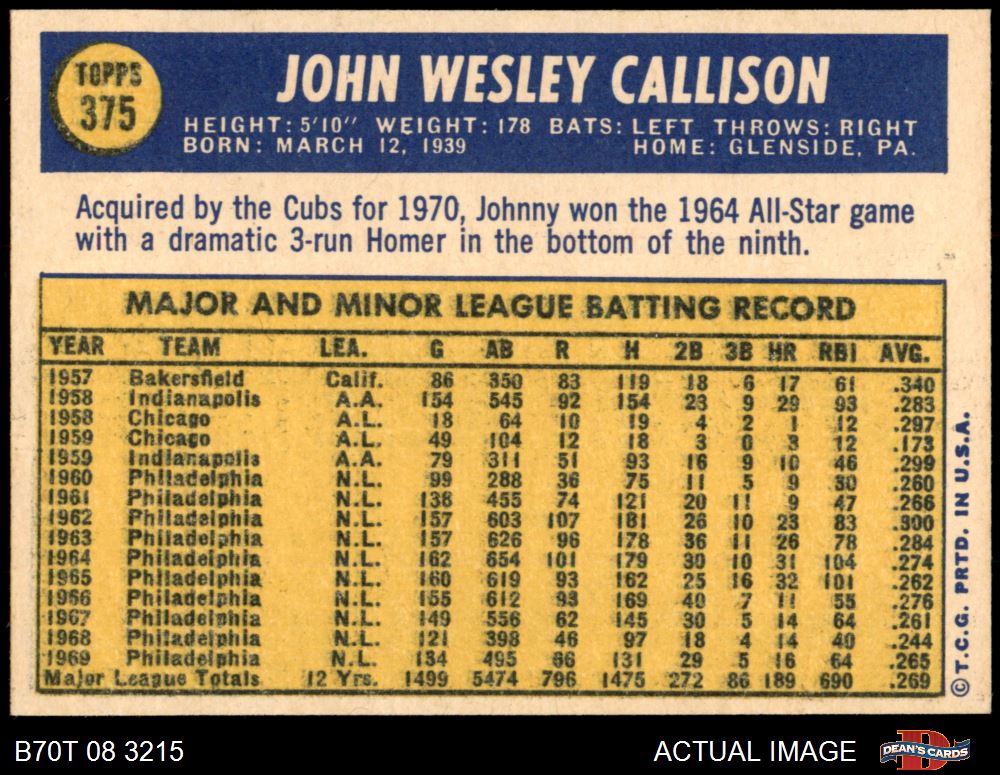 TOPPS
375
JOHN WESLEY CALLISON
HEIGHT: 5'10" WEIGHT: 178 BATS: LEFT THROWS: RIGHT
BORN: MARCH 12, 1939 HOME: GLENSIDE, PA.
Acquired by the Cubs for 1970, Johnny won the 1964 All-Star game
with a dramatic 3-run Homer in the bottom of the ninth.
MAJOR AND MINOR LEAGUE BATTING RECORD
YEAR TEAM LEA. G AB R H 2B 3B HR RBI AVG.
1957 Bakersfield Calif. 86 350 83 119 18 6 17 61 .340
1958 Indianapolis A.A. 154 545 92 154 23 9 29 93 .283
1958 Chicago A.L. 18 64 10 19 4 2 1 12 .297
1959 Chicago A.L. 49 104 12 18 3 0 3 12 .173
1959 Indianapolis A.A. 79 311 51 93 16 9 10 46 .299
1960 Philadelphia N.L. 99 288 36 75 11 5 9 30 .260
1961 Philadelphia N.L. 138 455 74 121 20 11 9 47 .266
1962 Philadelphia N.L. 157 603 107 181 26 10 23 83 .300
1963 Philadelphia N.L. 157 626 96 178 36 11 26 78 .284
1964 Philadelphia N.L. 162 654 101 179 30 10 31 104 .274
1965 Philadelphia N.L. 160 619 93 162 25 16 32 101 .262
1966 Philadelphia N.L. 155 612 93 169 40 7 11 55 .276
1967 Philadelphia N.L. 149 556 62 145 30 5 14 64 .261
1968 Philadelphia N.L. 121 398 46 97 18 4 14 40 .244
1969 Philadelphia N.L. 134 495 66 131 29 5 16 64 .265
Major League Totals 12 Yrs. 1499 5474 796 1475 272 86 189 690 .269
© T.C.G. PRTD. IN U.S.A.
B70T 08 3215 ACTUAL IMAGE
D
DEAN'S CARDS